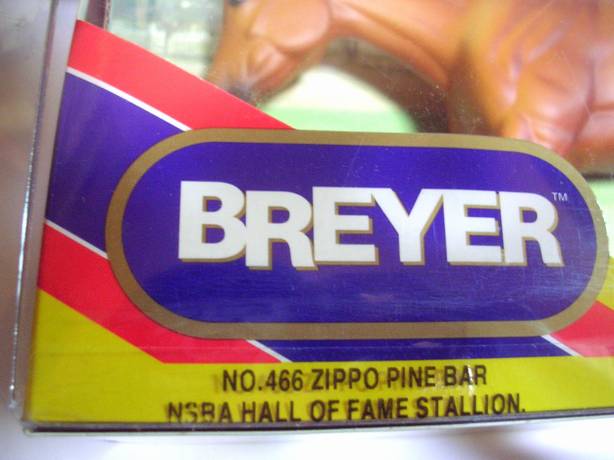 BREYER™
NO.466 ZIPPO PINE BAR
NSBA HALL OF FAME STALLION.